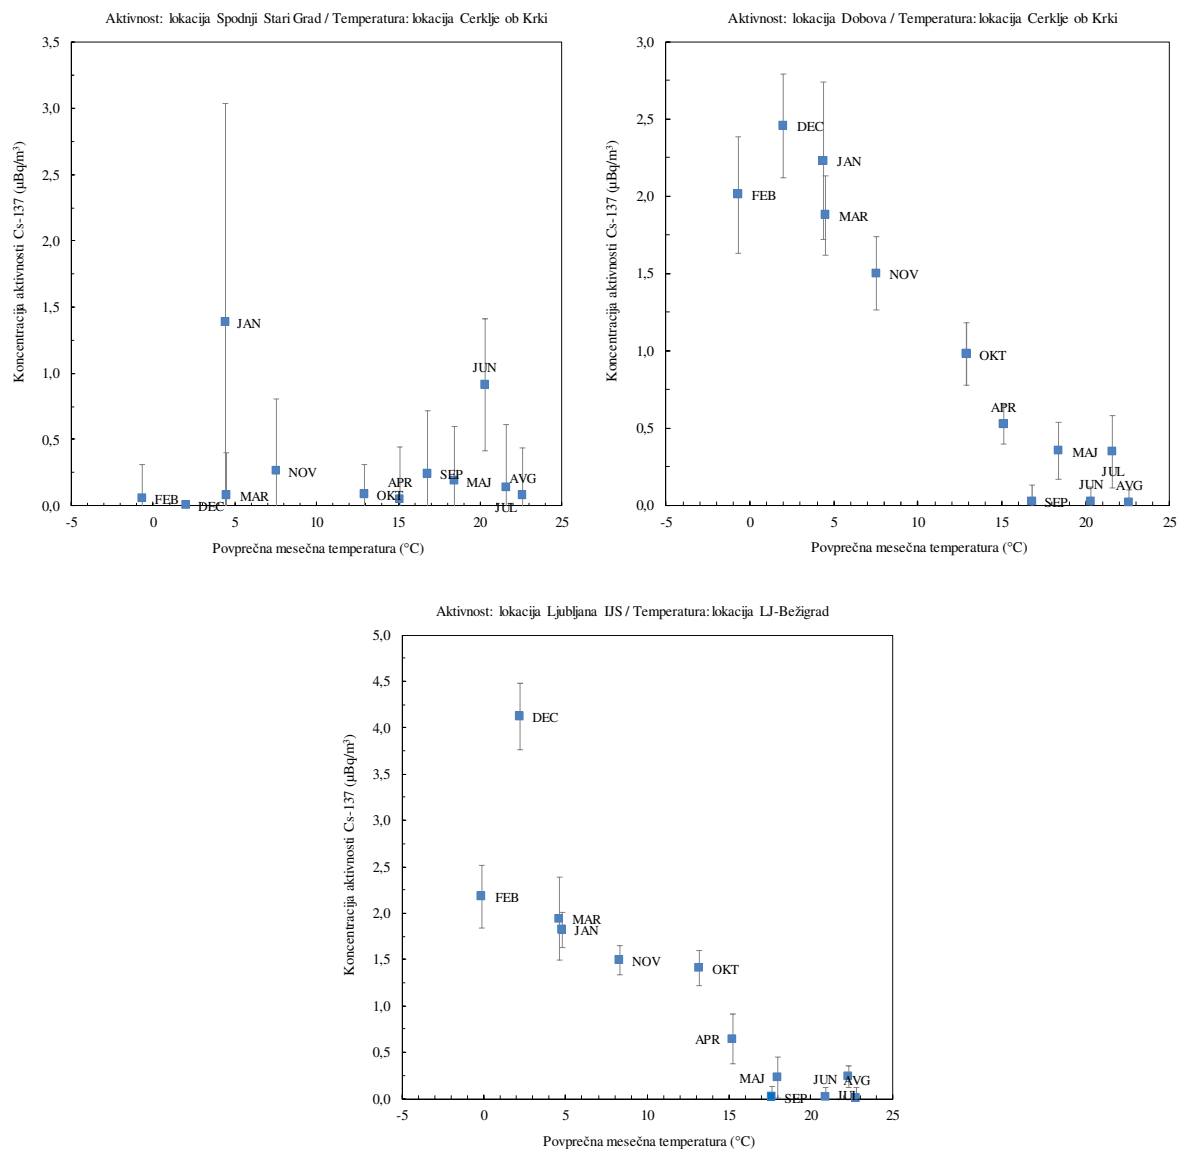 Aktivnost: lokacija Spodnji Stari Grad / Temperatura: lokacija Cerklje ob Krki
Koncentracija aktivnosti Cs-137 (µBq/m³)
3,5
3,0
2,5
2,0
1,5
1,0
0,5
0,0
JAN
JUN
NOV
SEP
APR
MAJ
AVG
FEB
DEC
MAR
OKT
JUL
-5
0
5
10
15
20
25
Povprečna mesečna temperatura (°C)
Aktivnost: lokacija Dobova / Temperatura: lokacija Cerklje ob Krki
Koncentracija aktivnosti Cs-137 (µBq/m³)
3,0
2,5
2,0
1,5
1,0
0,5
0,0
DEC
JAN
FEB
MAR
NOV
OKT
APR
MAJ
JUL
JUN
AVG
SEP
-5
0
5
10
15
20
25
Povprečna mesečna temperatura (°C)
Aktivnost: lokacija Ljubljana IJS / Temperatura: lokacija LJ-Bežigrad
Koncentracija aktivnosti Cs-137 (µBq/m³)
5,0
4,5
4,0
3,5
3,0
2,5
2,0
1,5
1,0
0,5
0,0
DEC
FEB
MAR
JAN
NOV
OKT
APR
MAJ
JUN
AVG
SEP
JUL
-5
0
5
10
15
20
25
Povprečna mesečna temperatura (°C)